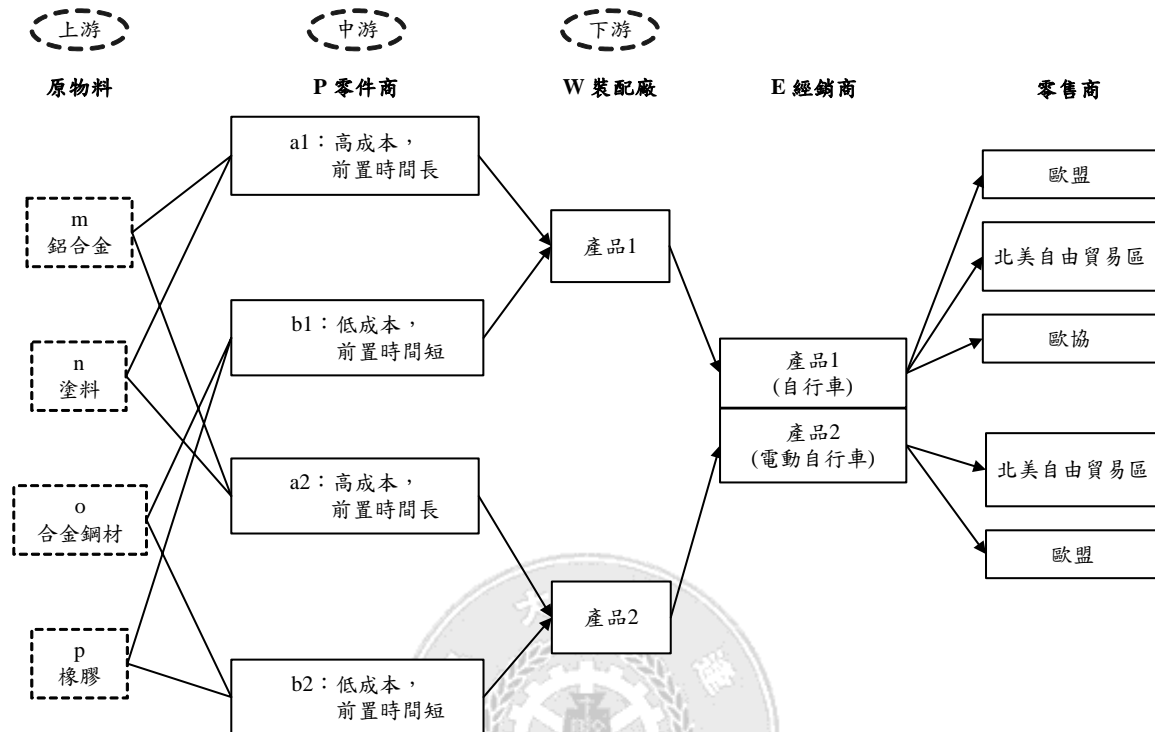 上游
中游
下游
原物料
P 零件商
W 裝配廠
E 經銷商
零售商
m
鋁合金
n
塗料
o
合金鋼材
p
橡膠
a1：高成本，
前置時間長
b1：低成本，
前置時間短
a2：高成本，
前置時間長
b2：低成本，
前置時間短
產品1
產品2
產品1
(自行車)
產品2
(電動自行車)
歐盟
北美自由貿易區
歐協
北美自由貿易區
歐盟